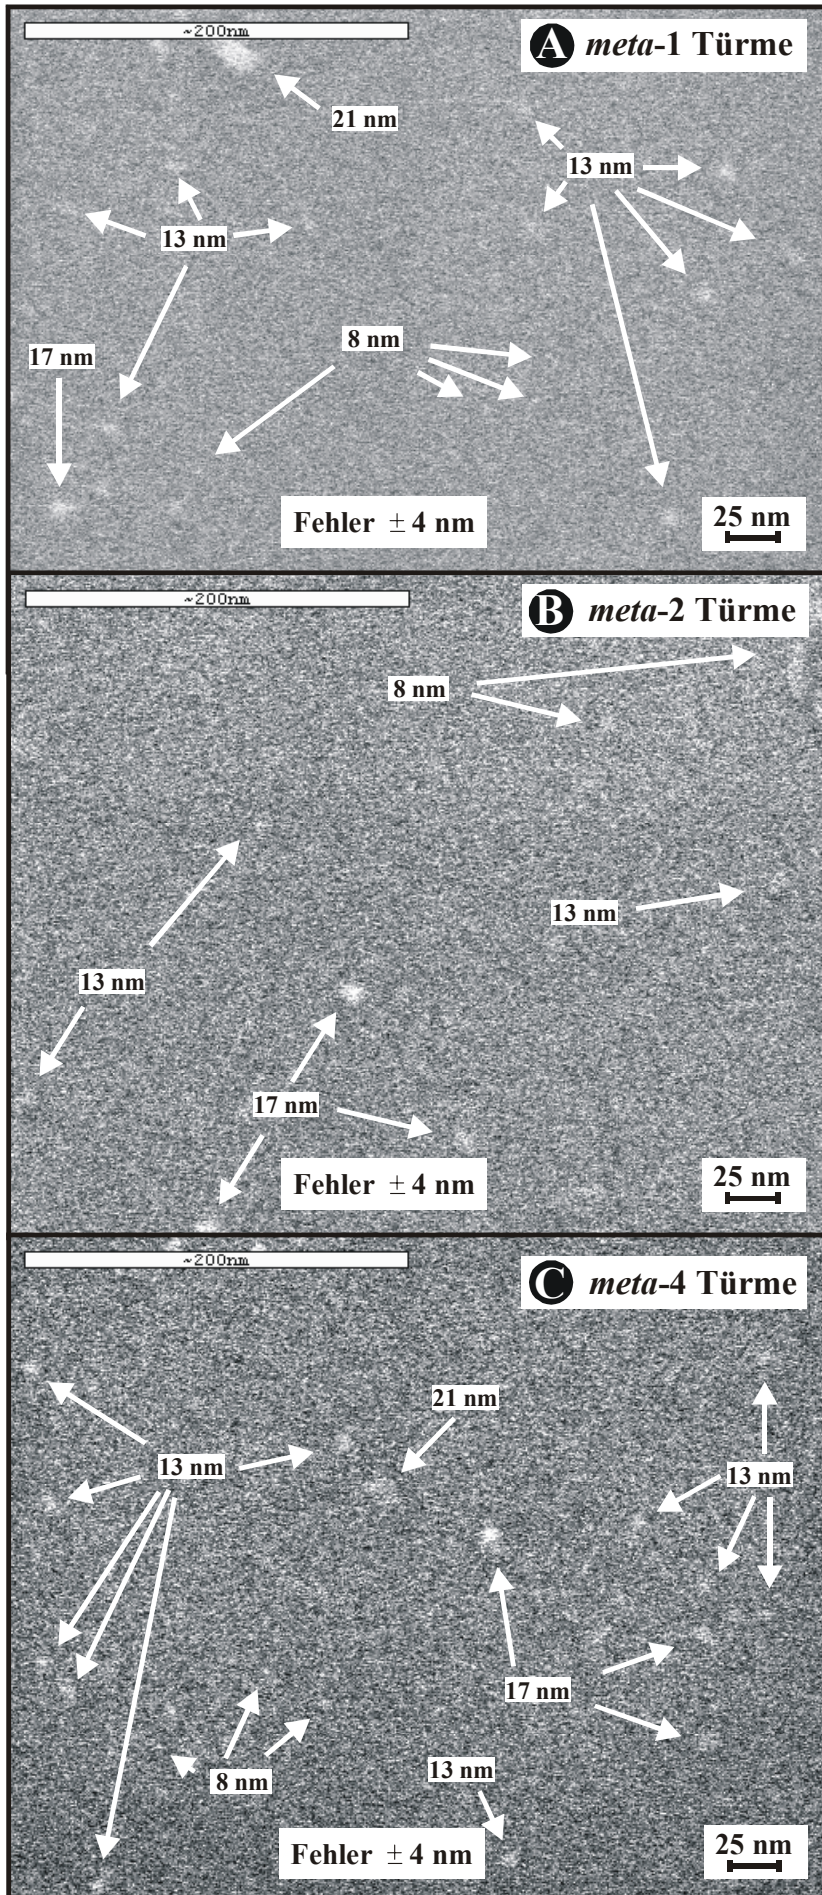 ~200nm
A meta-1 Türme
21 nm
13 nm
13 nm
8 nm
17 nm
Fehler ± 4 nm
25 nm
~200nm
B meta-2 Türme
8 nm
13 nm
13 nm
17 nm
Fehler ± 4 nm
25 nm
~200nm
C meta-4 Türme
21 nm
13 nm
13 nm
17 nm
13 nm
8 nm
Fehler ± 4 nm
25 nm